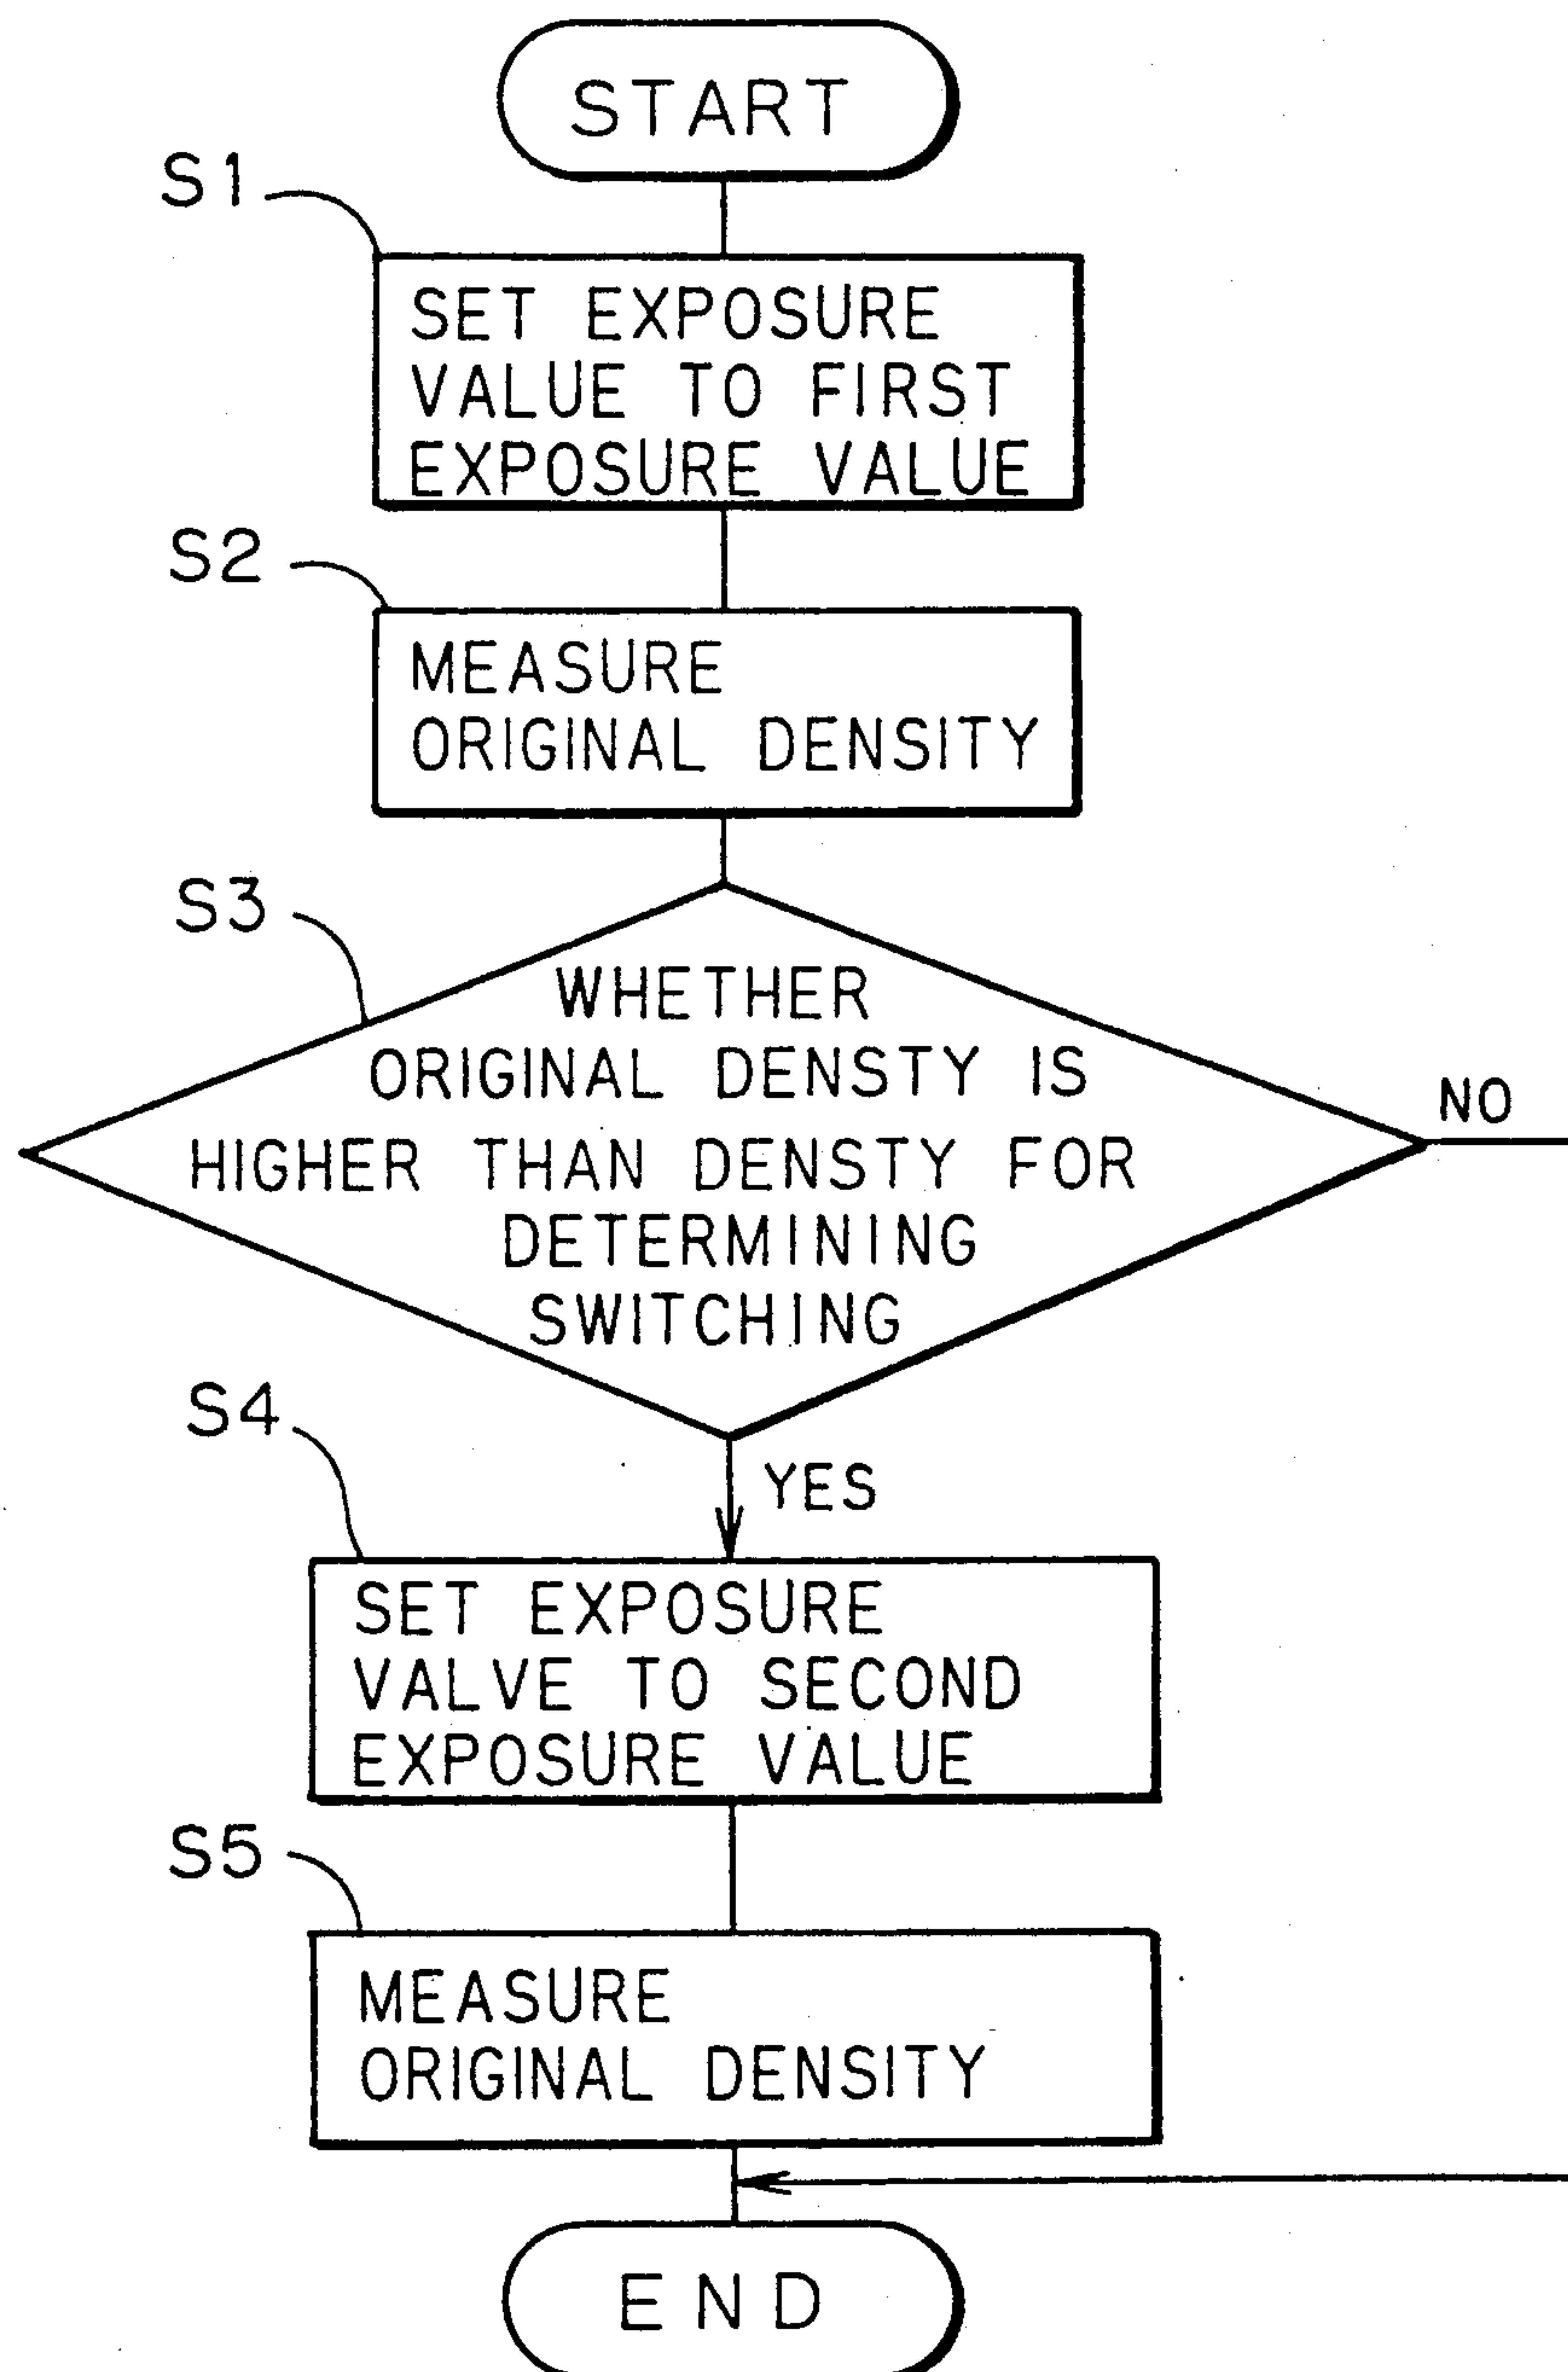 START
S1
SET EXPOSURE
VALUE TO FIRST
EXPOSURE VALUE
S2
MEASURE
ORIGINAL DENSITY
S3
WHETHER
ORIGINAL DENSTY IS
HIGHER THAN DENSTY FOR
DETERMINING
SWITCHING
NO
YES
S4
SET EXPOSURE
VALVE TO SECOND
EXPOSURE VALUE
S5
MEASURE
ORIGINAL DENSITY
END